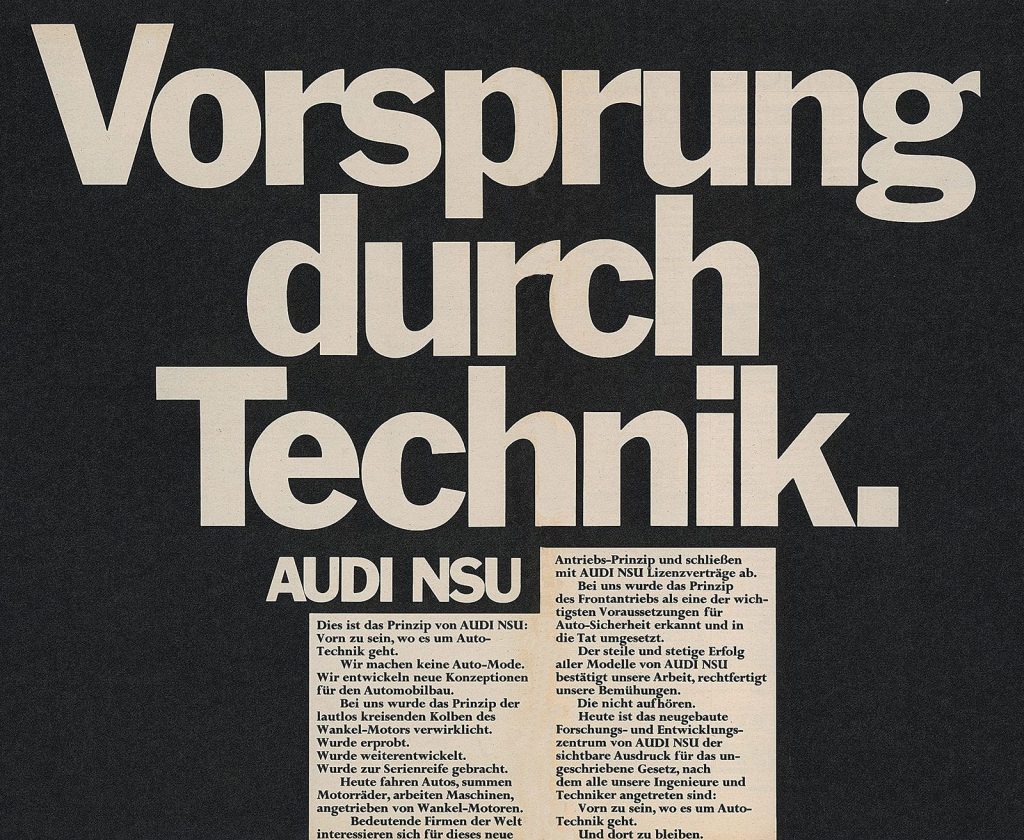 Vorsprung
durch
Technik.
AUDI NSU
Dies ist das Prinzip von AUDI NSU:
Vorn zu sein, wo es um Auto-
Technik geht.
Wir machen keine Auto-Mode.
Wir entwickeln neue Konzeptionen
für den Automobilbau.
Bei uns wurde das Prinzip der
lautlos kreisenden Kolben des
Wankel-Motors verwirklicht.
Wurde erprobt.
Wurde weiterentwickelt.
Wurde zur Serienreife gebracht.
Heute fahren Autos, summen
Motorräder, arbeiten Maschinen,
angetrieben von Wankel-Motoren.
Bedeutende Firmen der Welt
interessieren sich für dieses neue
Antriebs-Prinzip und schließen
mit AUDI NSU Lizenzverträge ab.
Bei uns wurde das Prinzip
des Frontantriebs als eine der wich-
tigsten Voraussetzungen für
Auto-Sicherheit erkannt und in
die Tat umgesetzt.
Der steile und stetige Erfolg
aller Modelle von AUDI NSU
bestätigt unsere Arbeit, rechtfertigt
unsere Bemühungen.
Die nicht aufhören.
Heute ist das neugebaute
Forschungs- und Entwicklungs-
zentrum von AUDI NSU der
sichtbare Ausdruck für das un-
geschriebene Gesetz, nach
dem alle unsere Ingenieure und
Techniker angetreten sind:
Vorn zu sein, wo es um Auto-
Technik geht.
Und dort zu bleiben.